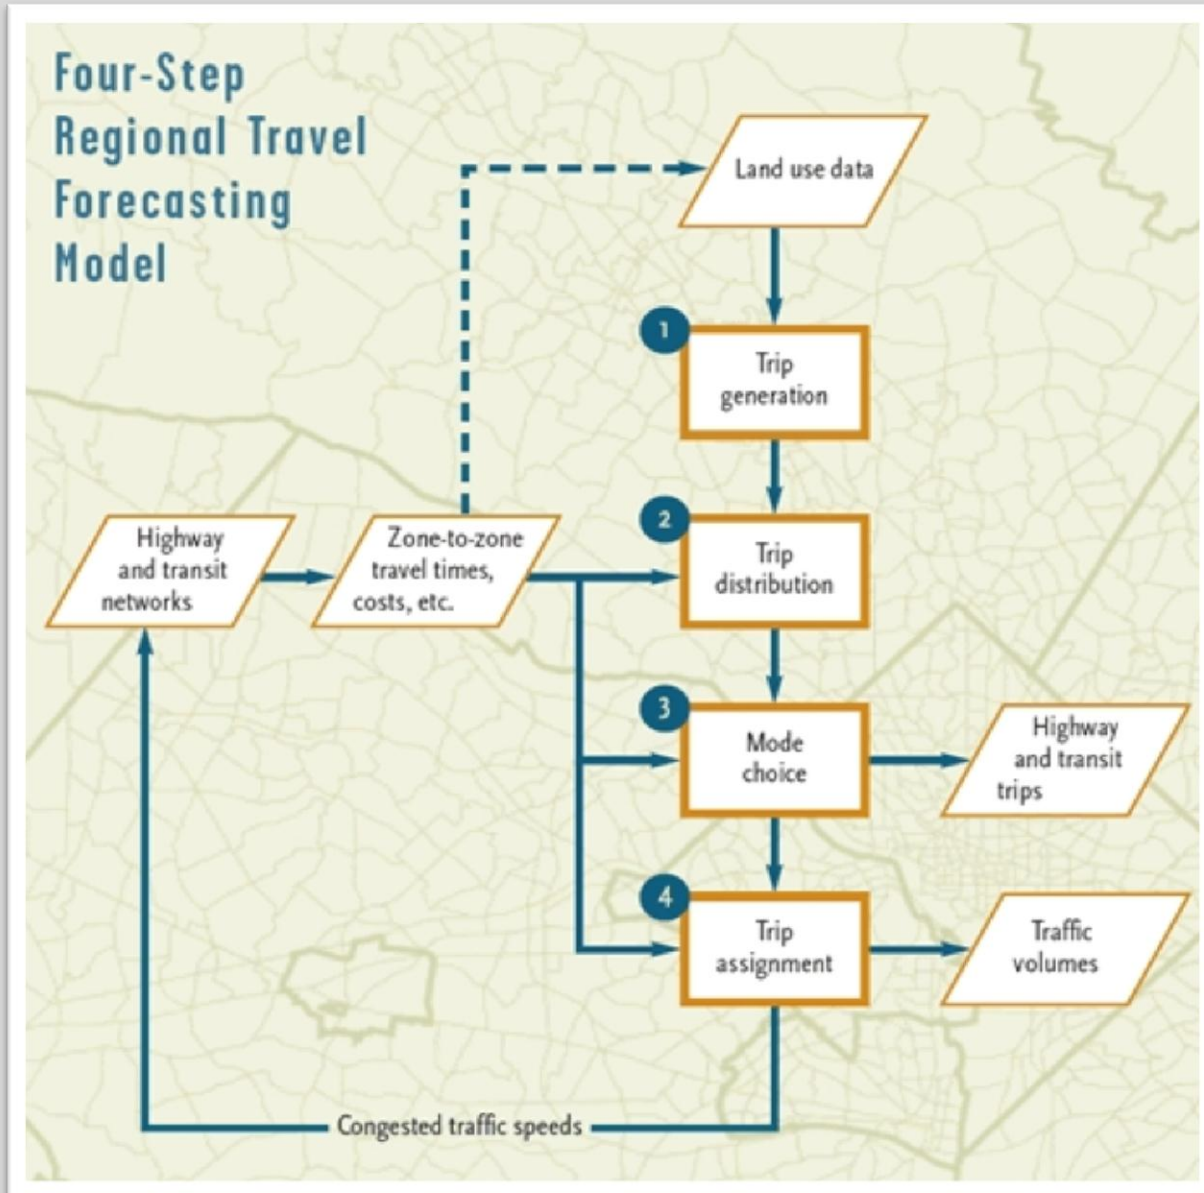 Four-Step
Regional Travel
Forecasting
Model
Land use data
1
Trip
generation
2
Trip
distribution
Highway
and transit
networks
Zone-to-zone
travel times,
costs, etc.
3
Mode
choice
Highway
and transit
trips
4
Trip
assignment
Traffic
volumes
Congested traffic speeds